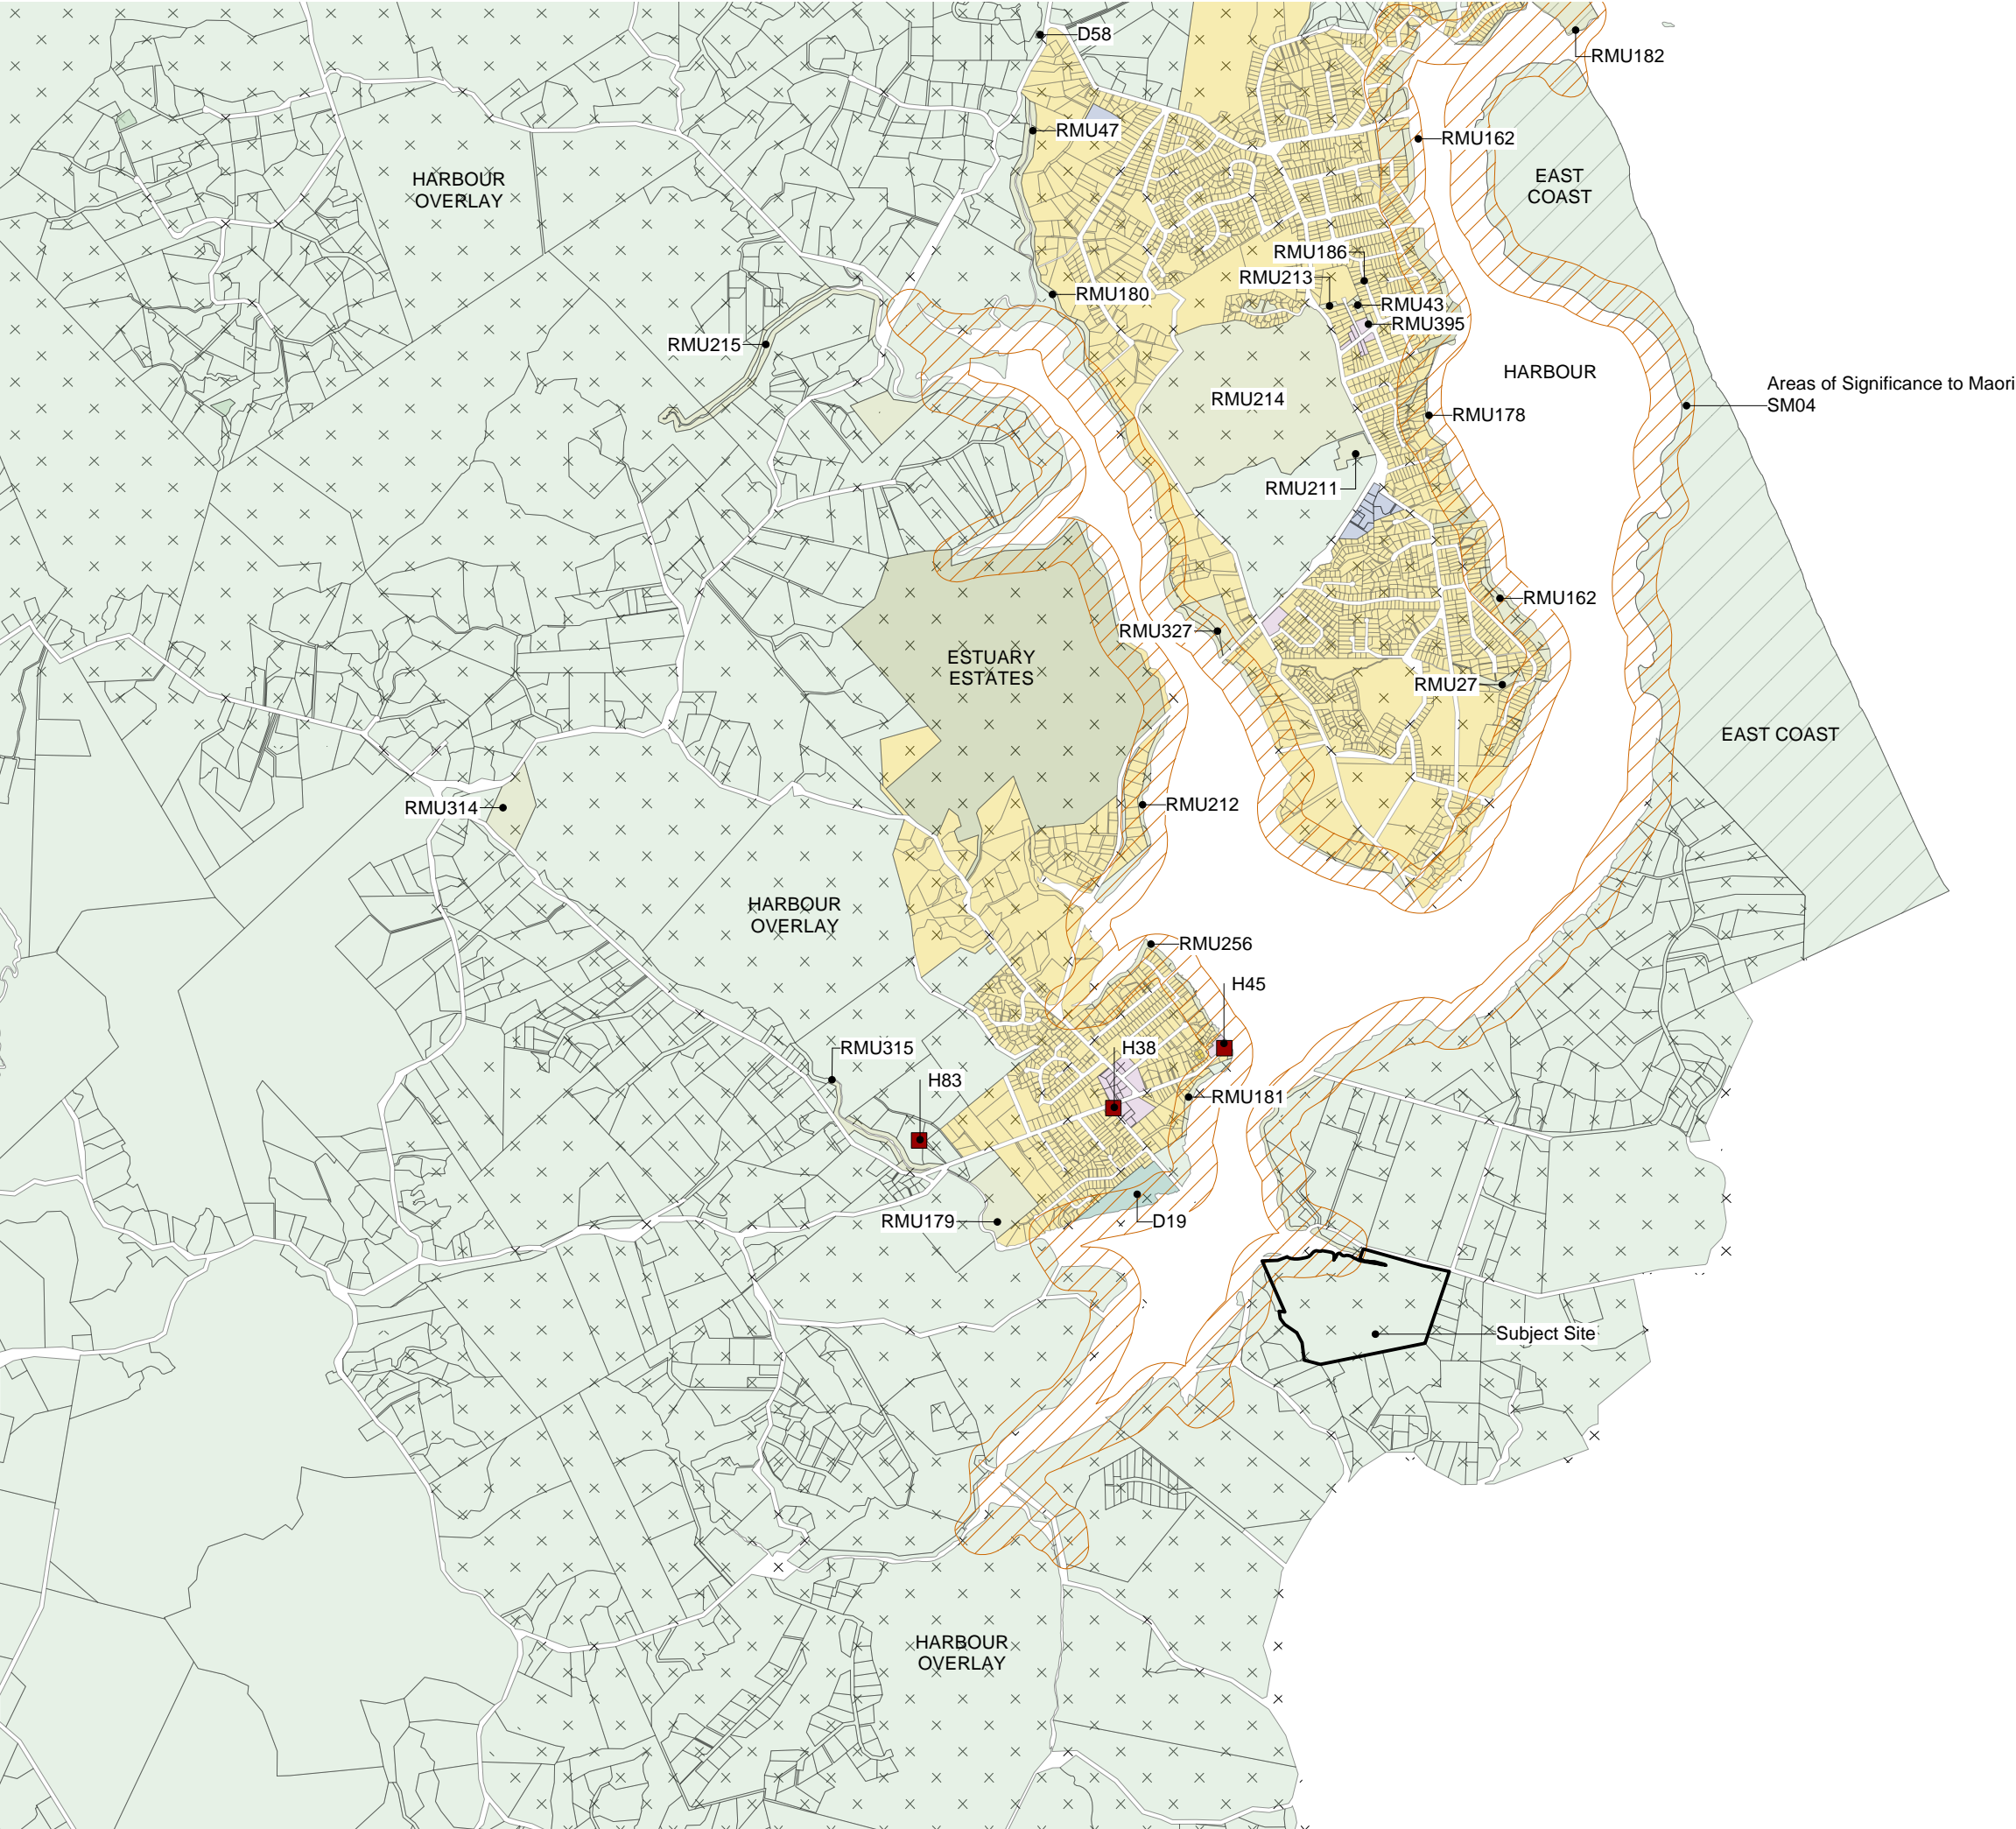 D58
RMU182
RMU47
RMU162
HARBOUR
OVERLAY
EAST
COAST
RMU186
RMU213
RMU180
RMU43
RMU395
RMU215
HARBOUR
Areas of Significance to Maori
SM04
RMU214
RMU178
RMU211
RMU162
RMU327
ESTUARY
ESTATES
RMU27
EAST COAST
RMU314
RMU212
HARBOUR
OVERLAY
RMU256
H45
RMU315
H38
H83
RMU181
RMU179
D19
Subject Site
HARBOUR
OVERLAY